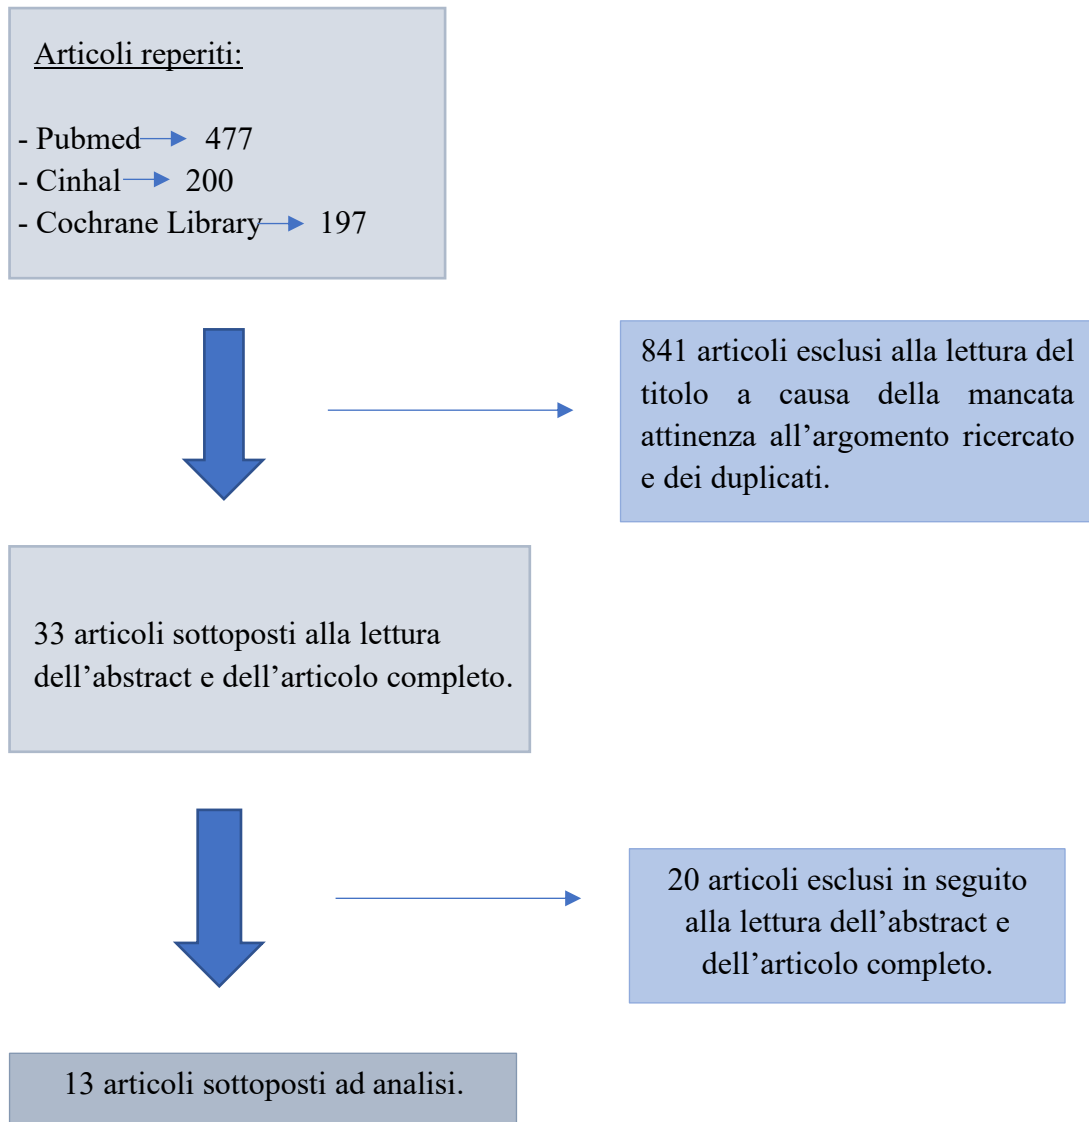 Articoli reperiti:
- Pubmed 477
- Cinhal 200
- Cochrane Library 197
841 articoli esclusi alla lettura del
titolo a causa della mancata
attinenza all’argomento ricercato
e dei duplicati.
33 articoli sottoposti alla lettura
dell’abstract e dell’articolo completo.
20 articoli esclusi in seguito
alla lettura dell’abstract e
dell’articolo completo.
13 articoli sottoposti ad analisi.